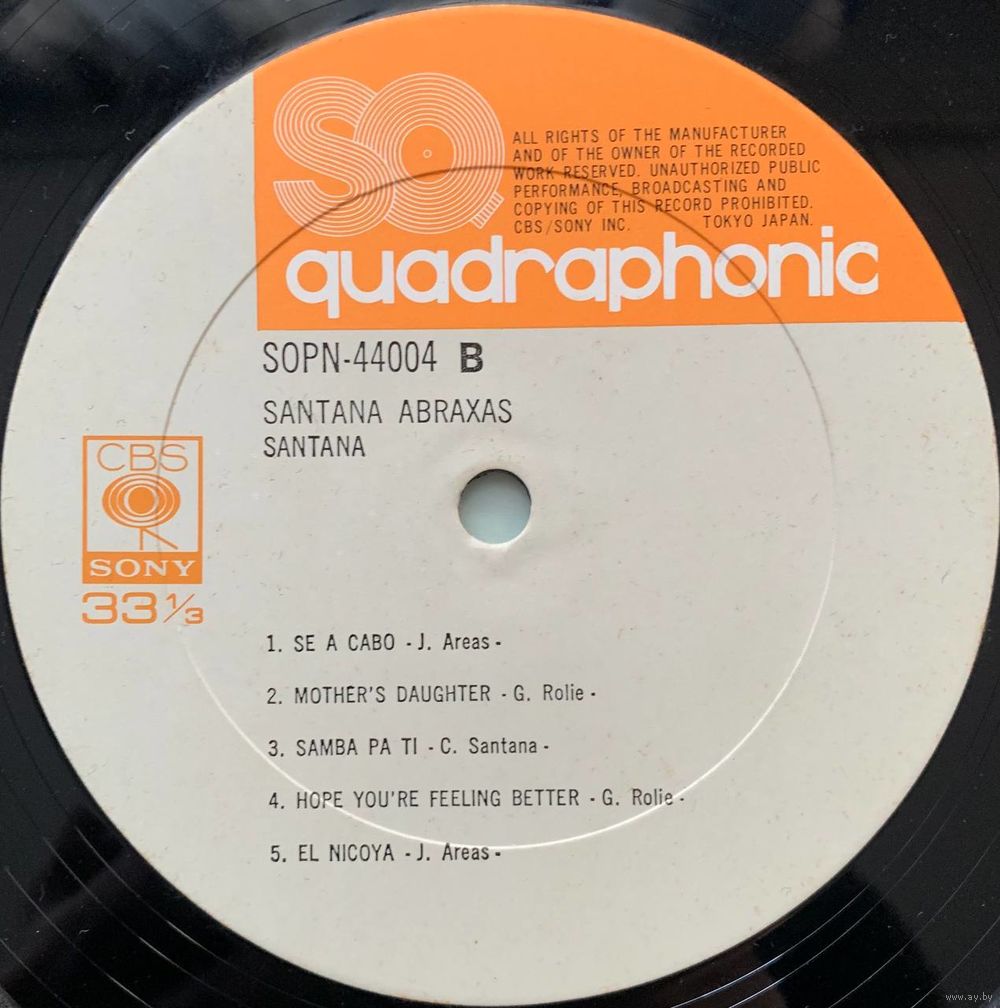 SQ
ALL RIGHTS OF THE MANUFACTURER
AND OF THE OWNER OF THE RECORDED
WORK RESERVED. UNAUTHORIZED PUBLIC
PERFORMANCE, BROADCASTING AND
COPYING OF THIS RECORD PROHIBITED.
CBS/SONY INC. TOKYO JAPAN.
quadraphonic
SOPN-44004 B
SANTANA ABRAXAS
SANTANA
CBS
SONY
33 1/3
1. SE A CABO - J. Areas -
2. MOTHER'S DAUGHTER - G. Rolie -
3. SAMBA PA TI - C. Santana -
4. HOPE YOU'RE FEELING BETTER - G. Rolie -
5. EL NICOYA - J. Areas -
www.ay.by